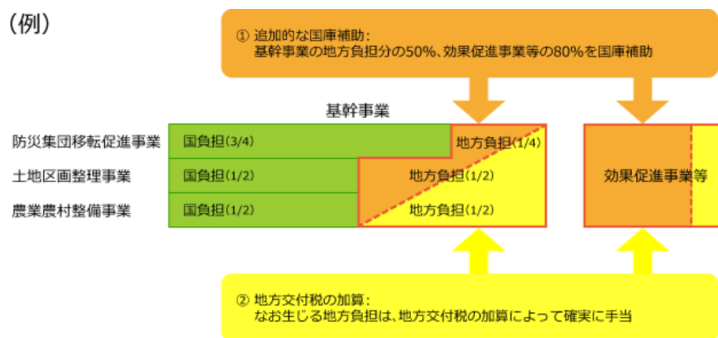 (例)
① 追加的な国庫補助：
基幹事業の地方負担分の50%、効果促進事業等の80%を国庫補助
基幹事業
防災集団移転促進事業
国負担(3/4)
地方負担(1/4)
土地区画整理事業
国負担(1/2)
地方負担(1/2)
効果促進事業等
農業農村整備事業
国負担(1/2)
地方負担(1/2)
② 地方交付税の加算：
なお生じる地方負担は、地方交付税の加算によって確実に手当